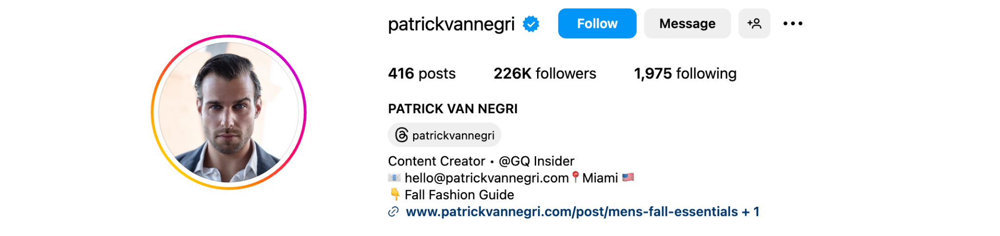 patrickvannegri Follow Message
416 posts 226K followers 1,975 following
PATRICK VAN NEGRI
patrickvannegri
Content Creator • @GQ Insider
📧 hello@patrickvannegri.com📍Miami 🇺🇸
👇 Fall Fashion Guide
www.patrickvannegri.com/post/mens-fall-essentials + 1